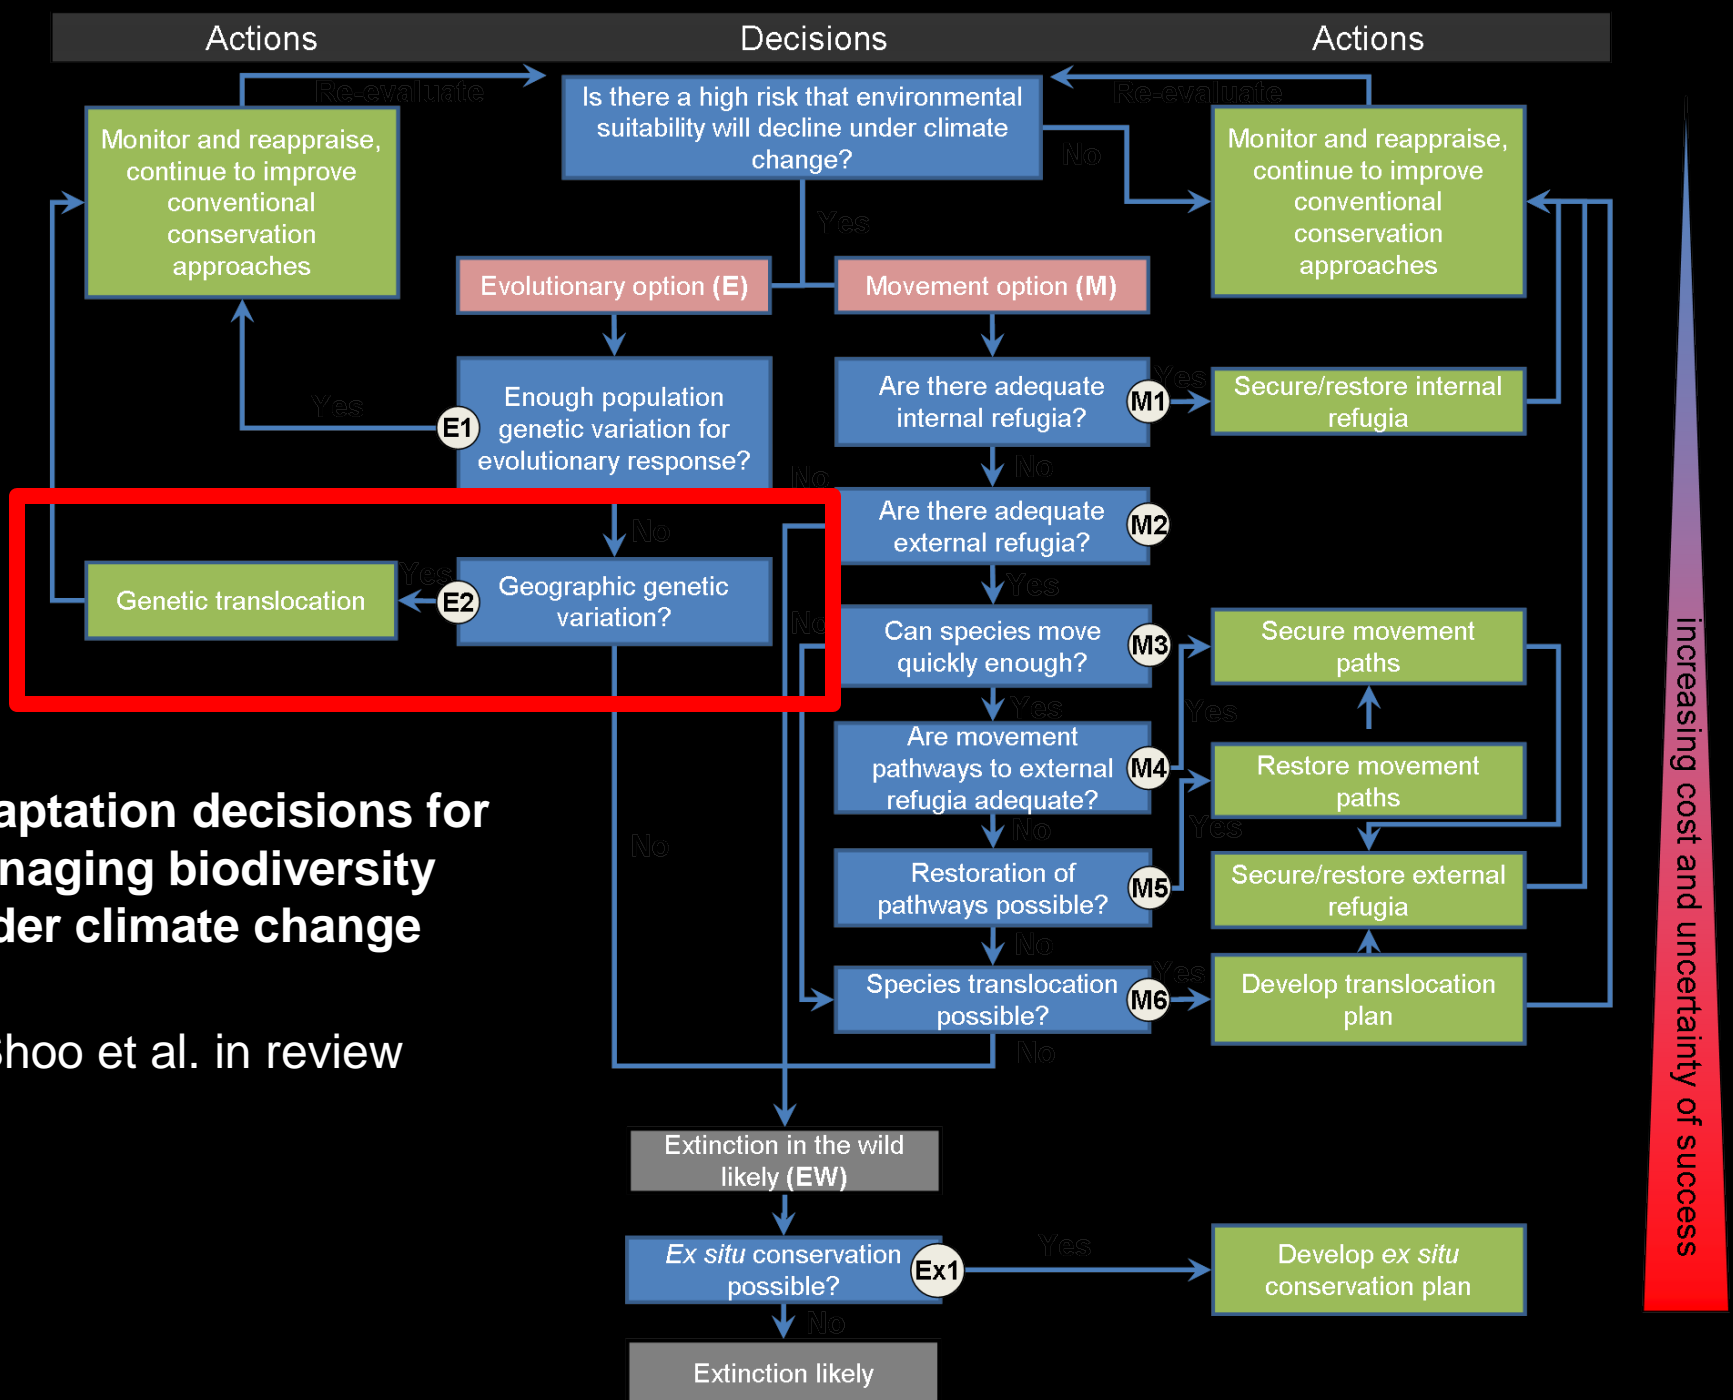 Actions
Decisions
Actions
Re-evaluate
Re-evaluate
Is there a high risk that environmental
suitability will decline under climate
change?
No
Yes
Monitor and reappraise,
continue to improve
conventional
conservation
approaches
Monitor and reappraise,
continue to improve
conventional
conservation
approaches
Evolutionary option (E)
Movement option (M)
Yes
E1
Enough population
genetic variation for
evolutionary response?
Are there adequate
internal refugia?
M1
Yes
Secure/restore internal
refugia
No
No
No
Are there adequate
external refugia?
M2
Genetic translocation
Yes
E2
Geographic genetic
variation?
Yes
No
Can species move
quickly enough?
M3
Secure movement
paths
Yes
Yes
Are movement
pathways to external
refugia adequate?
M4
Restore movement
paths
aptation decisions for
naging biodiversity
der climate change
No
No
Yes
Restoration of
pathways possible?
M5
Secure/restore external
refugia
No
Species translocation
possible?
M6
Yes
Develop translocation
plan
Shoo et al. in review
No
Extinction in the wild
likely (EW)
Ex situ conservation
possible?
Ex1
Yes
Develop ex situ
conservation plan
No
Extinction likely
increasing cost and uncertainty of success